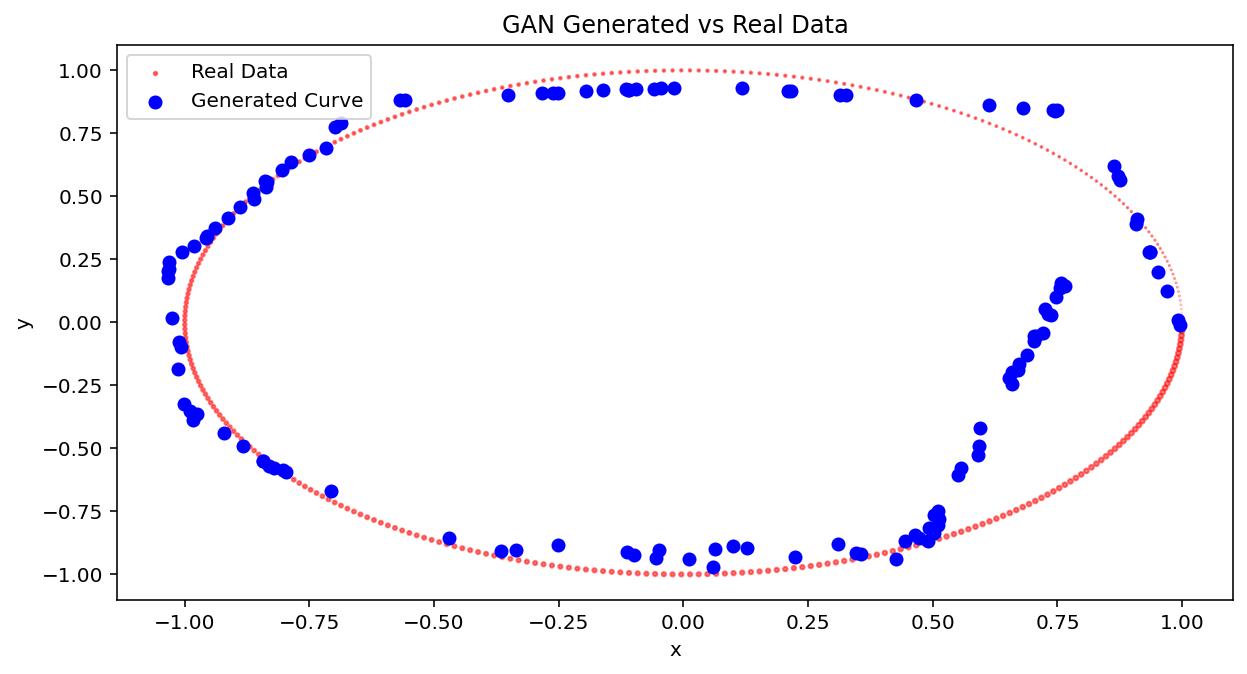 GAN Generated vs Real Data
Real Data
Generated Curve
1.00
0.75
0.50
0.25
0.00
−0.25
−0.50
−0.75
−1.00
y
−1.00 −0.75 −0.50 −0.25 0.00 0.25 0.50 0.75 1.00
x